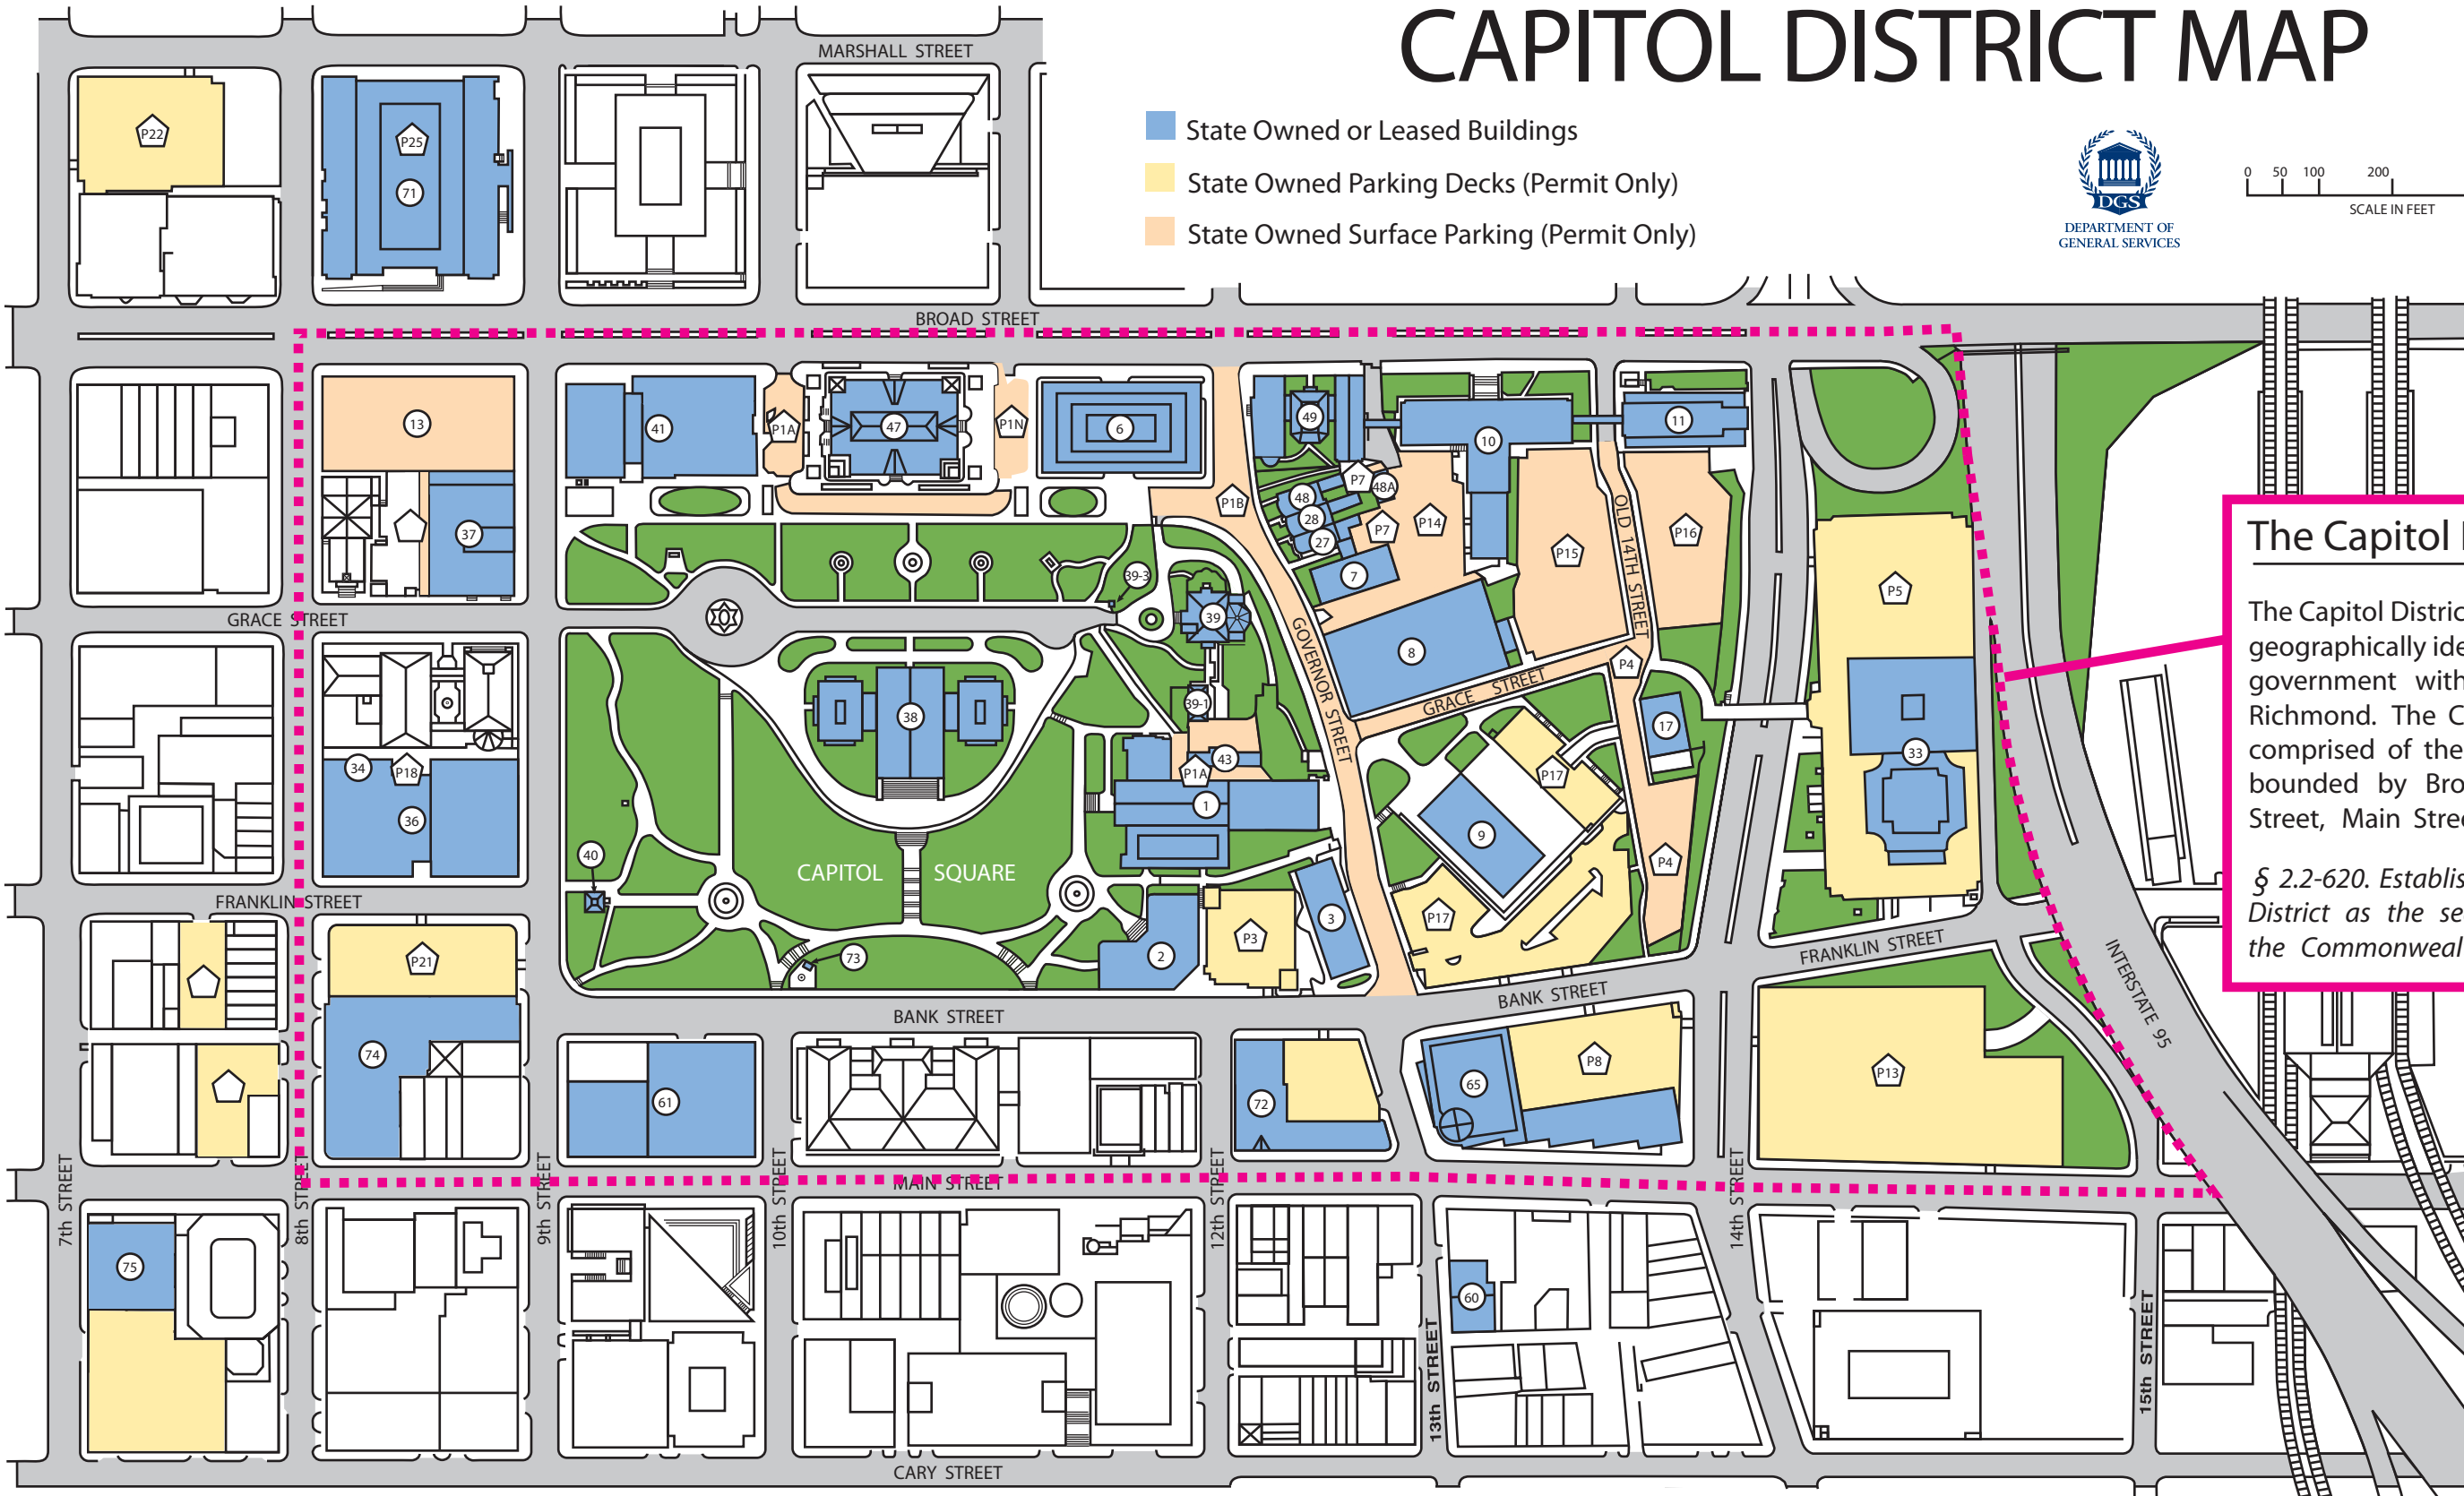 CAPITOL DISTRICT MAP
MARSHALL STREET
State Owned or Leased Buildings
State Owned Parking Decks (Permit Only)
State Owned Surface Parking (Permit Only)
DGS
DEPARTMENT OF
GENERAL SERVICES
0 50 100 200
SCALE IN FEET
P22
P25
71
BROAD STREET
13
41
P1A
47
P1N
6
49
10
11
37
P1B
48
P7
48A
28
27
P7
P14
P15
OLD 14TH STREET
P16
7
39-3
39
P5
GRACE STREET
GOVERNOR STREET
8
GRACE STREET
P4
17
The Capitol
The Capitol Distric
geographically ide
government with
Richmond. The C
comprised of the
bounded by Bro
Street, Main Stree
§ 2.2-620. Establis
District as the se
the Commonweal
38
39-1
43
P1A
1
33
34
P18
36
P17
9
40
CAPITOL SQUARE
P4
FRANKLIN STREET
P21
73
2
P3
3
P17
FRANKLIN STREET
INTERSTATE 95
BANK STREET
BANK STREET
74
61
72
65
P8
P13
7th STREET
8th STREET
9th STREET
10th STREET
MAIN STREET
12th STREET
14th STREET
75
60
13th STREET
15th STREET
CARY STREET